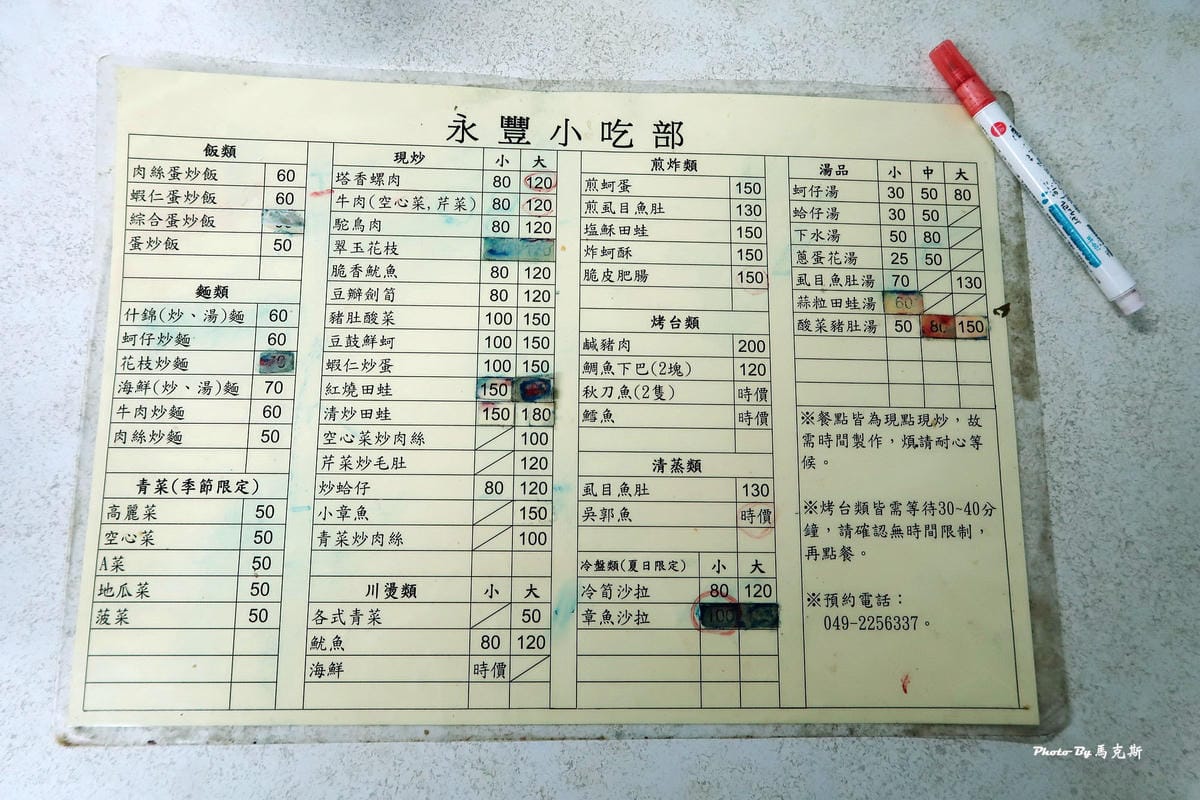 永豐小吃部
飯類
肉絲蛋炒飯 60
蝦仁蛋炒飯 60
綜合蛋炒飯
蛋炒飯 50
麵類
什錦(炒、湯)麵 60
蚵仔炒麵 60
花枝炒麵 70
海鮮(炒、湯)麵 70
牛肉炒麵 60
肉絲炒麵 50
青菜(季節限定)
高麗菜 50
空心菜 50
A菜 50
地瓜菜 50
菠菜 50
現炒 小 大
塔香螺肉 80 120
牛肉(空心菜,芹菜) 80 120
駝鳥肉 80 120
翠玉花枝
脆香魷魚 80 120
豆瓣劍筍 80 120
豬肚酸菜 100 150
豆鼓鮮蚵 100 150
蝦仁炒蛋 100 150
紅燒田蛙 150
清炒田蛙 150 180
空心菜炒肉絲 100
芹菜炒毛肚 120
炒蛤仔 80 120
小章魚 150
青菜炒肉絲 100
川燙類 小 大
各式青菜 50
魷魚 80 120
海鮮 時價
煎炸類
煎蚵蛋 150
煎虱目魚肚 130
塩穌田蛙 150
炸蚵酥 150
脆皮肥腸 150
烤台類
鹹豬肉 200
鯛魚下巴(2塊) 120
秋刀魚(2隻) 時價
鱈魚 時價
清蒸類
虱目魚肚 130
吳郭魚 時價
冷盤類(夏日限定) 小 大
冷筍沙拉 80 120
章魚沙拉 100
湯品 小 中 大
蚵仔湯 30 50 80
蛤仔湯 30 50
下水湯 50 80
蔥蛋花湯 25 50
虱目魚肚湯 70 130
蒜粒田蛙湯 60
酸菜豬肚湯 50 80 150
※餐點皆為現點現炒,故
需時間製作,煩請耐心等
候。
※烤台類皆需等待30~40分
鐘,請確認無時間限制,
再點餐。
※預約電話:
049-2256337。
Photo By 馬克斯